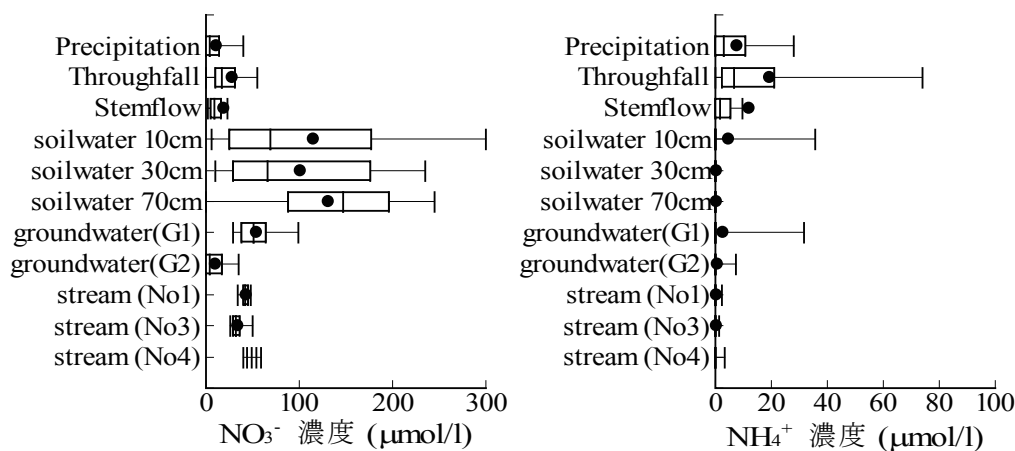 Precipitation
Throughfall
Stemflow
soilwater 10cm
soilwater 30cm
soilwater 70cm
groundwater(G1)
groundwater(G2)
stream (No1)
stream (No3)
stream (No4)
0 100 200 300
NO₃⁻ 濃度 (μmol/l)
Precipitation
Throughfall
Stemflow
soilwater 10cm
soilwater 30cm
soilwater 70cm
groundwater(G1)
groundwater(G2)
stream (No1)
stream (No3)
stream (No4)
0 20 40 60 80 100
NH₄⁺ 濃度 (μmol/l)